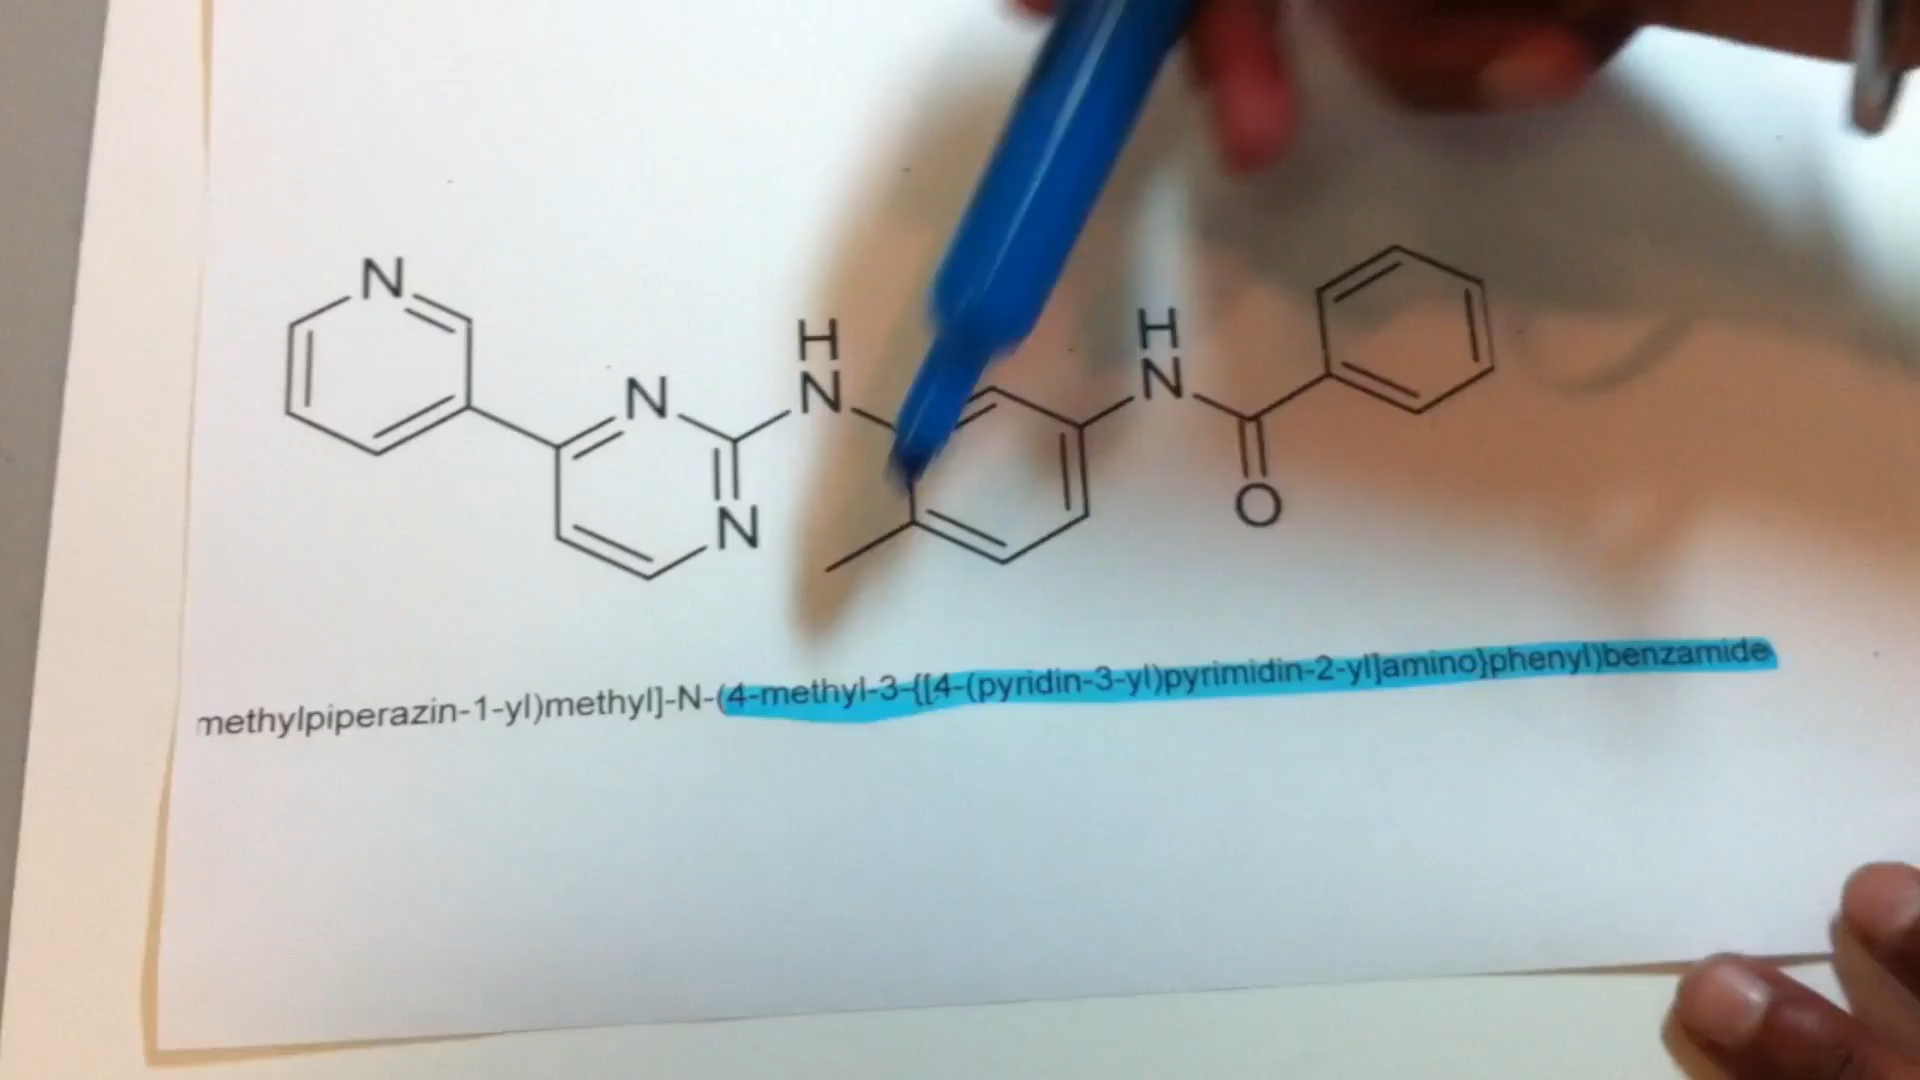 N
H
N
N
N
H
N
O
methylpiperazin-1-yl)methyl]-N-(4-methyl-3-{[4-(pyridin-3-yl)pyrimidin-2-yl]amino}phenyl)benzamide